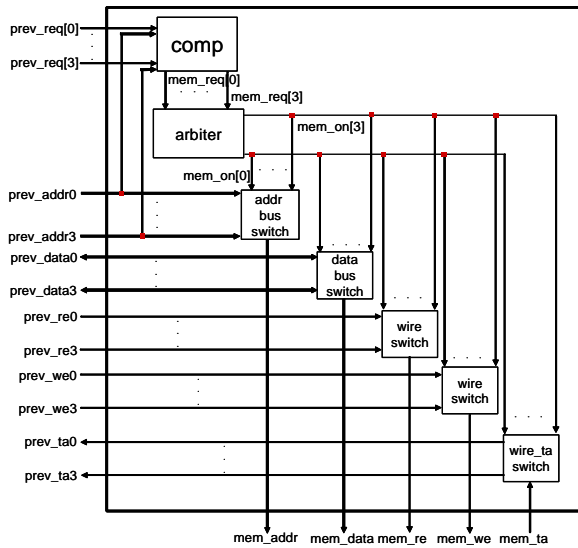 prev_req[0]
prev_req[3]
comp
mem_req[0]
mem_req[3]
arbiter
mem_on[3]
mem_on[0]
prev_addr0
prev_addr3
addr
bus
switch
prev_data0
prev_data3
data
bus
switch
prev_re0
prev_re3
wire
switch
prev_we0
prev_we3
wire
switch
prev_ta0
prev_ta3
wire_ta
switch
mem_addr
mem_data
mem_re
mem_we
mem_ta